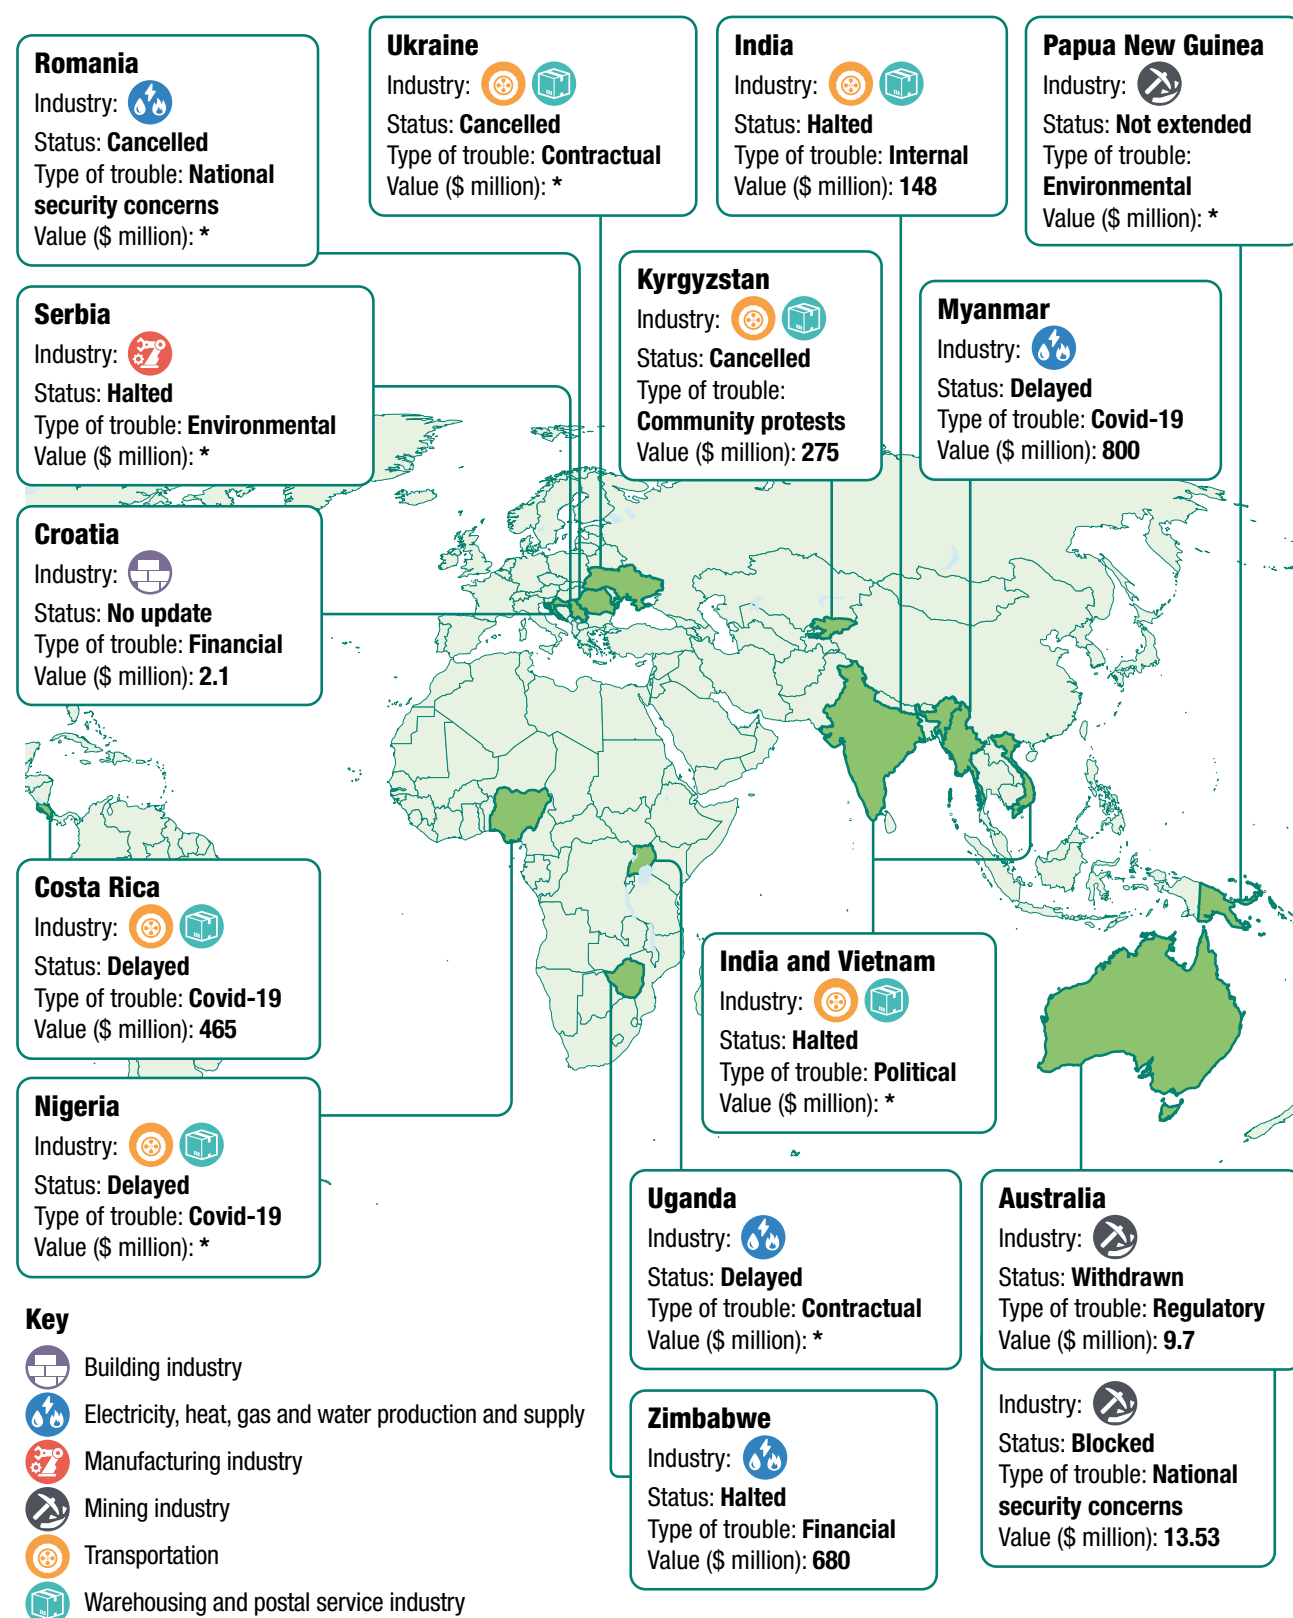 Romania
Industry:
Status: Cancelled
Type of trouble: National
security concerns
Value ($ million): *
Ukraine
Industry:
Status: Cancelled
Type of trouble: Contractual
Value ($ million): *
India
Industry:
Status: Halted
Type of trouble: Internal
Value ($ million): 148
Papua New Guinea
Industry:
Status: Not extended
Type of trouble:
Environmental
Value ($ million): *
Serbia
Industry:
Status: Halted
Type of trouble: Environmental
Value ($ million): *
Kyrgyzstan
Industry:
Status: Cancelled
Type of trouble:
Community protests
Value ($ million): 275
Myanmar
Industry:
Status: Delayed
Type of trouble: Covid-19
Value ($ million): 800
Croatia
Industry:
Status: No update
Type of trouble: Financial
Value ($ million): 2.1
Costa Rica
Industry:
Status: Delayed
Type of trouble: Covid-19
Value ($ million): 465
India and Vietnam
Industry:
Status: Halted
Type of trouble: Political
Value ($ million): *
Nigeria
Industry:
Status: Delayed
Type of trouble: Covid-19
Value ($ million): *
Uganda
Industry:
Status: Delayed
Type of trouble: Contractual
Value ($ million): *
Australia
Industry:
Status: Withdrawn
Type of trouble: Regulatory
Value ($ million): 9.7
Industry:
Status: Blocked
Type of trouble: National
security concerns
Value ($ million): 13.53
Zimbabwe
Industry:
Status: Halted
Type of trouble: Financial
Value ($ million): 680
Key
Building industry
Electricity, heat, gas and water production and supply
Manufacturing industry
Mining industry
Transportation
Warehousing and postal service industry